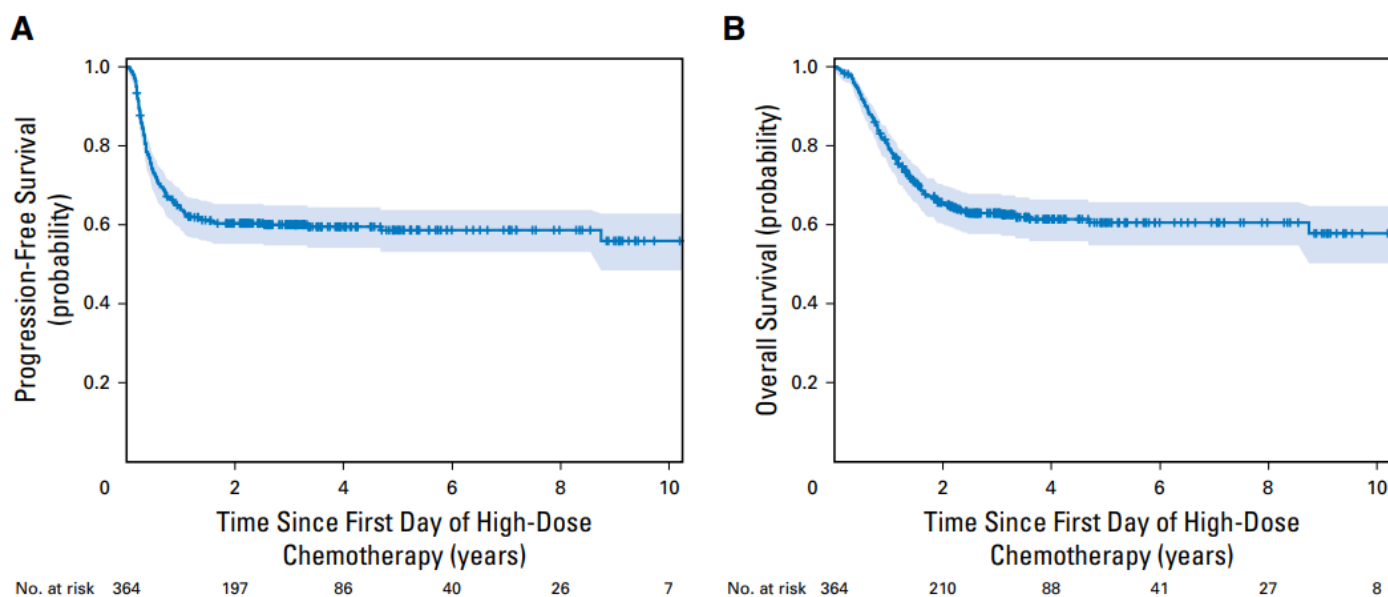 A
Progression-Free Survival
(probability)
1.0
0.8
0.6
0.4
0.2
0
2
4
6
8
10
Time Since First Day of High-Dose
Chemotherapy (years)
No. at risk 364 197 86 40 26 7
B
Overall Survival (probability)
1.0
0.8
0.6
0.4
0.2
0
2
4
6
8
10
Time Since First Day of High-Dose
Chemotherapy (years)
No. at risk 364 210 88 41 27 8